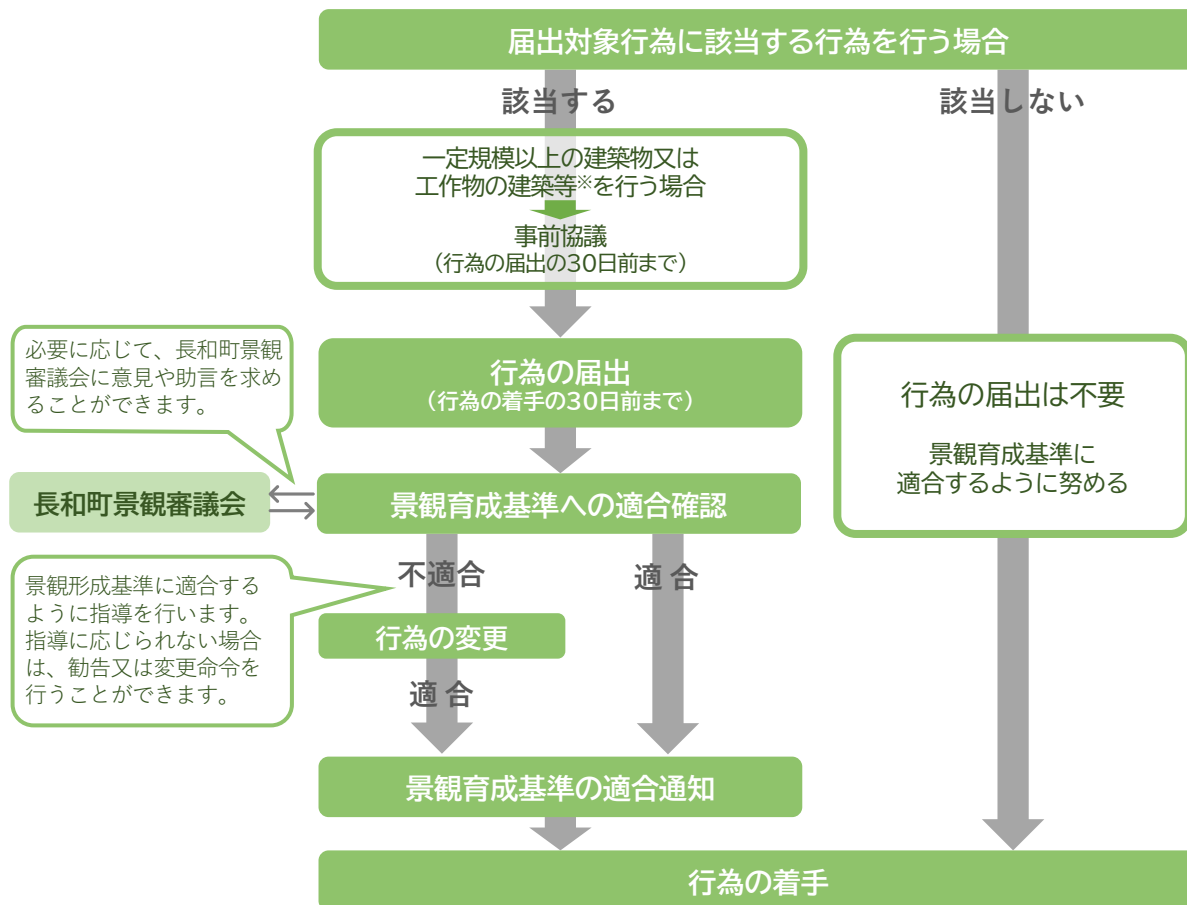 届出対象行為に該当する行為を行う場合
該当する
該当しない
一定規模以上の建築物又は
工作物の建築等※を行う場合
事前協議
（行為の届出の30日前まで）
必要に応じて、長和町景観
審議会に意見や助言を求め
ることができます。
行為の届出
（行為の着手の30日前まで）
行為の届出は不要
景観育成基準に
適合するように努める
長和町景観審議会
景観育成基準への適合確認
不適合
適 合
景観形成基準に適合する
ように指導を行います。
指導に応じられない場合
は、勧告又は変更命令を
行うことができます。
行為の変更
適 合
景観育成基準の適合通知
行為の着手